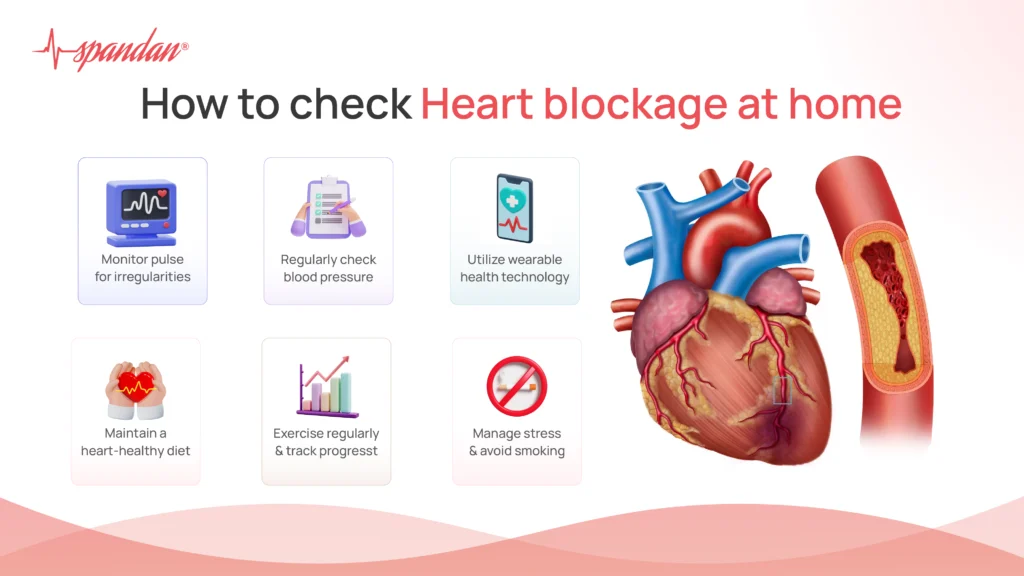 spandan®
How to check Heart blockage at home
Monitor pulse
for irregularities
Regularly check
blood pressure
Utilize wearable
health technology
Maintain a
heart-healthy diet
Exercise regularly
& track progresst
Manage stress
& avoid smoking